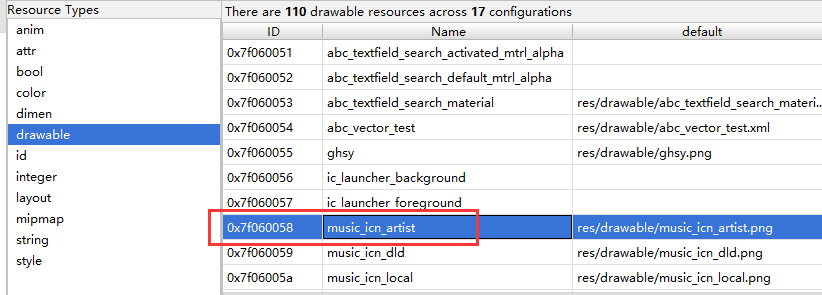 Resource Types
anim
attr
bool
color
dimen
drawable
id
integer
layout
mipmap
string
style
There are 110 drawable resources across 17 configurations
ID Name default
0x7f060051 abc_textfield_search_activated_mtrl_alpha
0x7f060052 abc_textfield_search_default_mtrl_alpha
0x7f060053 abc_textfield_search_material res/drawable/abc_textfield_search_materi...
0x7f060054 abc_vector_test res/drawable/abc_vector_test.xml
0x7f060055 ghsy res/drawable/ghsy.png
0x7f060056 ic_launcher_background
0x7f060057 ic_launcher_foreground
0x7f060058 music_icn_artist res/drawable/music_icn_artist.png
0x7f060059 music_icn_dld res/drawable/music_icn_dld.png
0x7f06005a music_icn_local res/drawable/music_icn_local.png